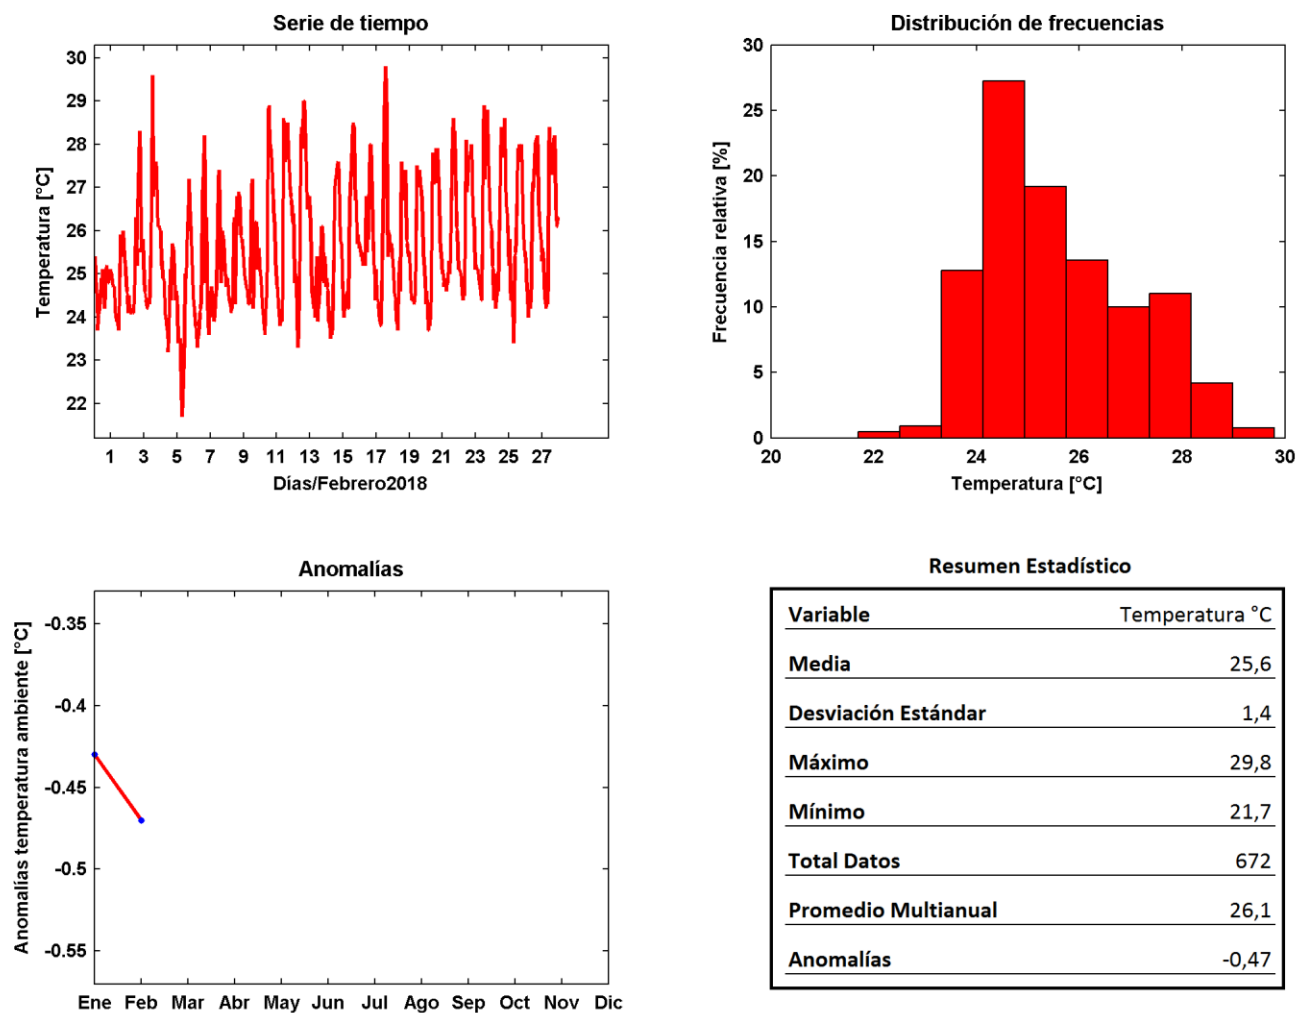 Serie de tiempo
Temperatura [°C]
30
29
28
27
26
25
24
23
22
1 3 5 7 9 11 13 15 17 19 21 23 25 27
Días/Febrero2018
Distribución de frecuencias
Frecuencia relativa [%]
30
25
20
15
10
5
0
20 22 24 26 28 30
Temperatura [°C]
Anomalías
Anomalías temperatura ambiente [°C]
-0.35
-0.4
-0.45
-0.5
-0.55
Ene Feb Mar Abr May Jun Jul Ago Sep Oct Nov Dic
Resumen Estadístico
Variable Temperatura °C
Media 25,6
Desviación Estándar 1,4
Máximo 29,8
Mínimo 21,7
Total Datos 672
Promedio Multianual 26,1
Anomalías -0,47